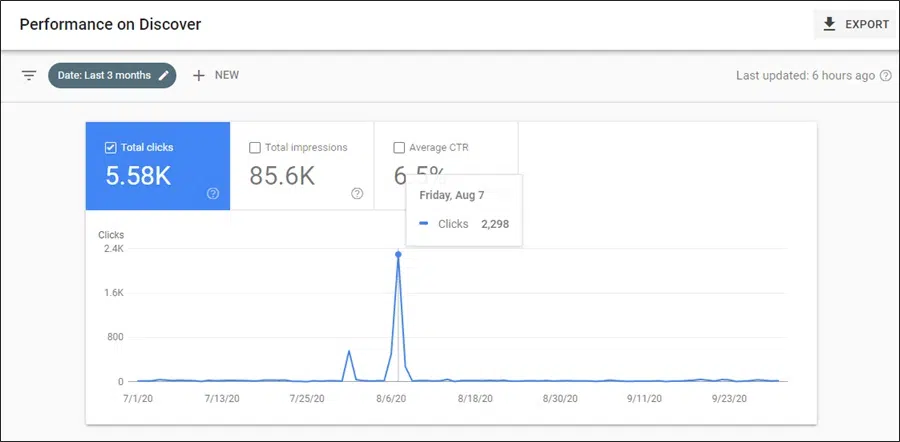 Performance on Discover
EXPORT
Date: Last 3 months
NEW
Last updated: 6 hours ago
Total clicks
5.58K
Total impressions
85.6K
Average CTR
6.5%
Friday, Aug 7
Clicks 2,298
Clicks
2.4K
1.6K
800
0
7/1/20 7/13/20 7/25/20 8/6/20 8/18/20 8/30/20 9/11/20 9/23/20